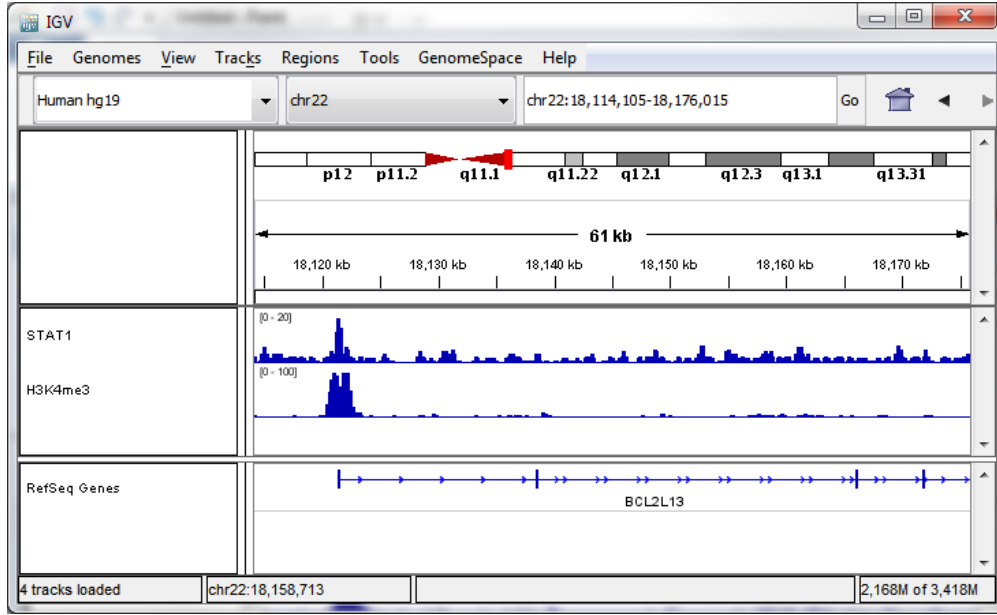 IGV
File Genomes View Tracks Regions Tools GenomeSpace Help
Human hg19 chr22 chr22:18,114,105-18,176,015 Go
p12 p11.2 q11.1 q11.22 q12.1 q12.3 q13.1 q13.31
61 kb
18,120 kb 18,130 kb 18,140 kb 18,150 kb 18,160 kb 18,170 kb
[0 - 20]
STAT1
[0 - 100]
H3K4me3
RefSeq Genes
BCL2L13
4 tracks loaded chr22:18,158,713 2,168M of 3,418M